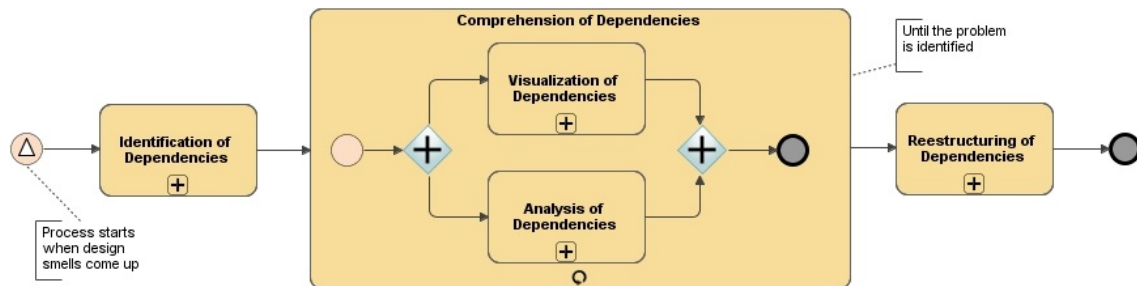 Comprehension of Dependencies
Until the problem
is identified
Visualization of
Dependencies
Identification of
Dependencies
Reestructuring of
Dependencies
Analysis of
Dependencies
Process starts
when design
smells come up